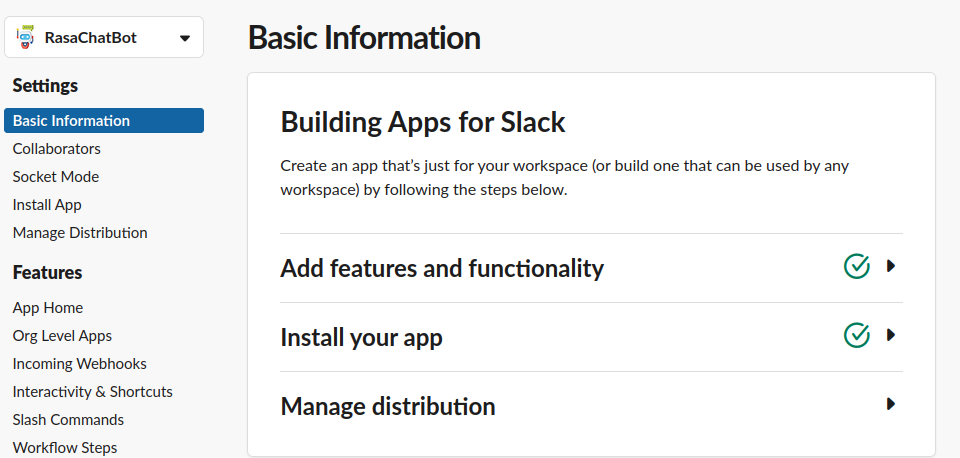 RasaChatBot
Settings
Basic Information
Collaborators
Socket Mode
Install App
Manage Distribution
Features
App Home
Org Level Apps
Incoming Webhooks
Interactivity & Shortcuts
Slash Commands
Workflow Steps
Basic Information
Building Apps for Slack
Create an app that’s just for your workspace (or build one that can be used by any
workspace) by following the steps below.
Add features and functionality
Install your app
Manage distribution